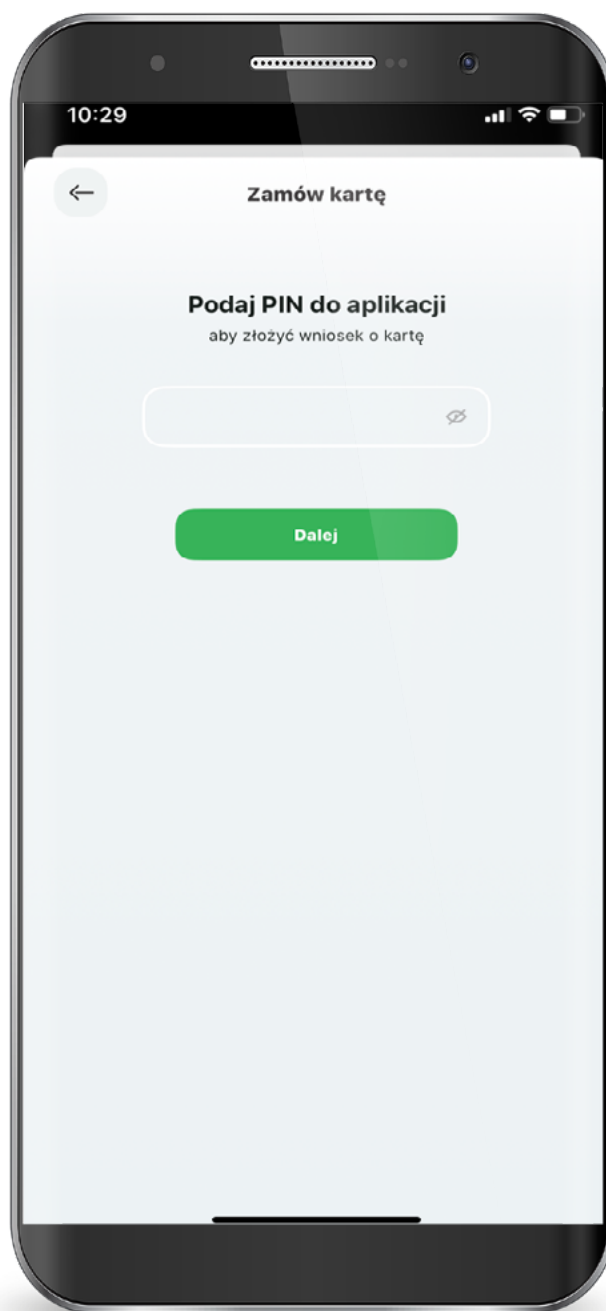 10:29
Zamów kartę
Podaj PIN do aplikacji
aby złożyć wniosek o kartę
Dalej